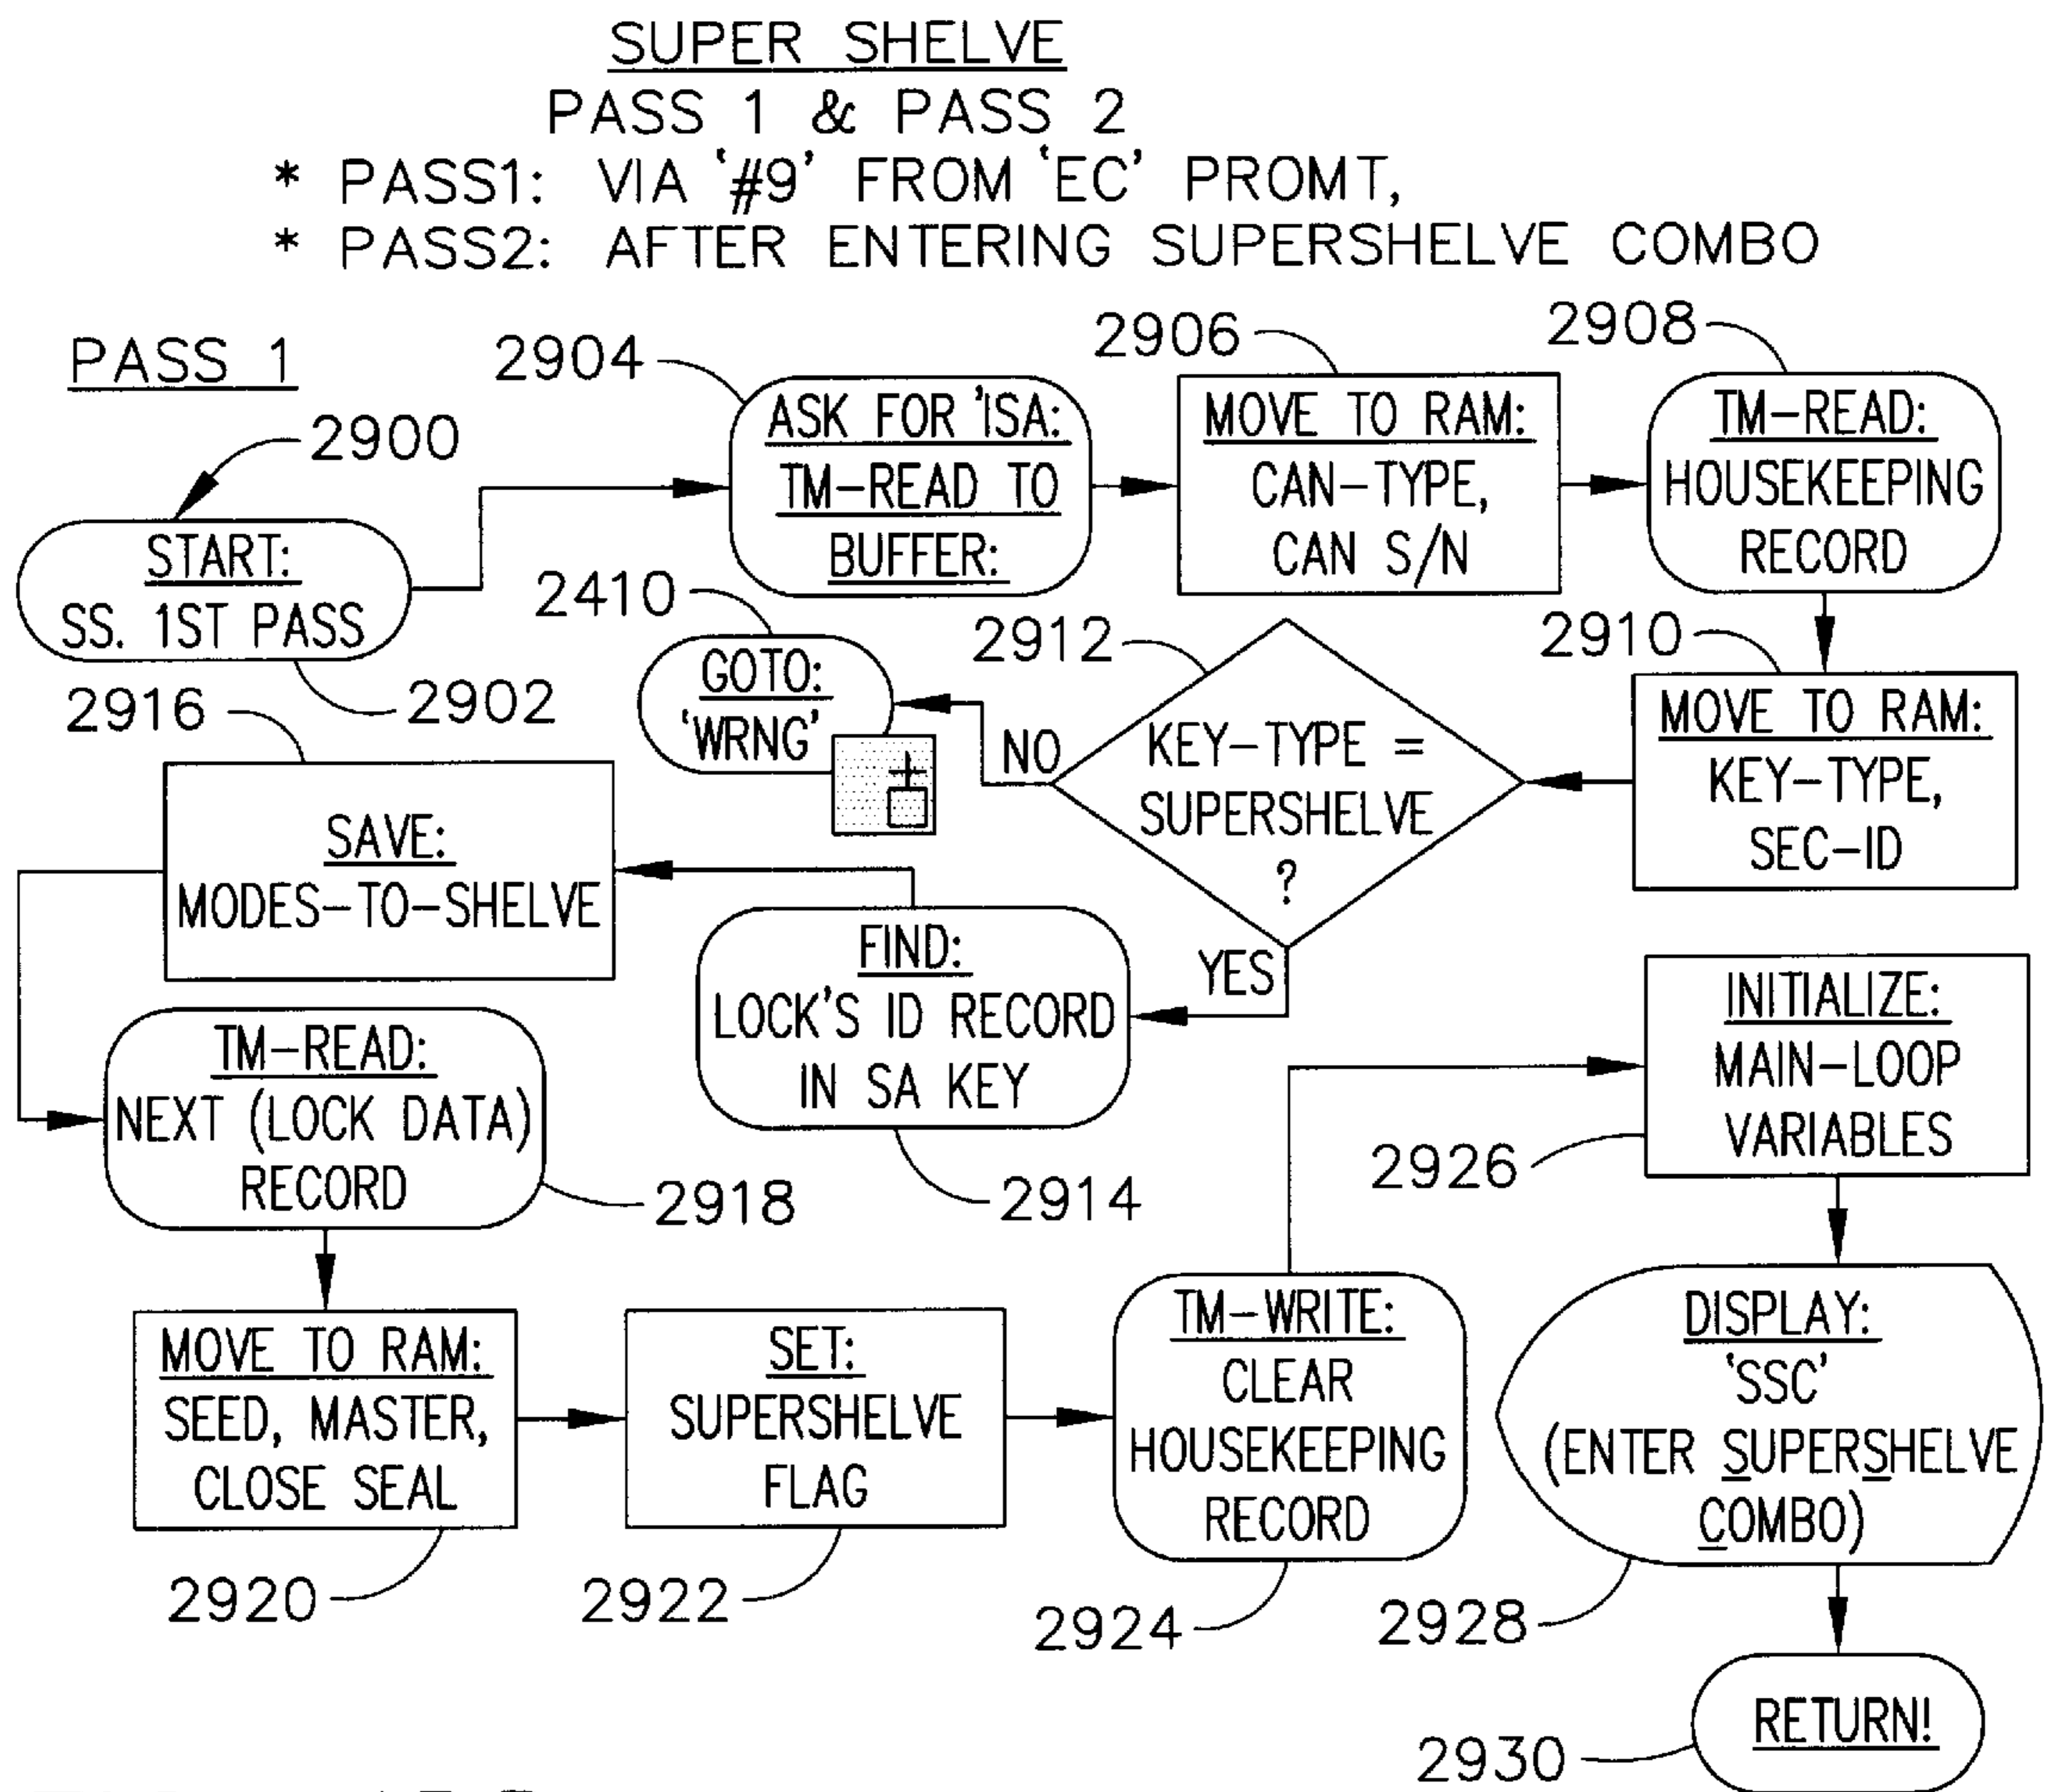 SUPER SHELVE
PASS 1 & PASS 2
* PASS1: VIA '#9' FROM 'EC' PROMT,
* PASS2: AFTER ENTERING SUPERSHELVE COMBO
PASS 1
2900
START:
SS. 1ST PASS
2902
2904
ASK FOR 'ISA:
TM-READ TO
BUFFER:
2906
MOVE TO RAM:
CAN-TYPE,
CAN S/N
2908
TM-READ:
HOUSEKEEPING
RECORD
2910
MOVE TO RAM:
KEY-TYPE,
SEC-ID
2912
KEY-TYPE =
SUPERSHELVE
?
NO
2410
GOTO:
'WRNG'
YES
FIND:
LOCK'S ID RECORD
IN SA KEY
2914
2916
SAVE:
MODES-TO-SHELVE
TM-READ:
NEXT (LOCK DATA)
RECORD
2918
MOVE TO RAM:
SEED, MASTER,
CLOSE SEAL
2920
SET:
SUPERSHELVE
FLAG
2922
TM-WRITE:
CLEAR
HOUSEKEEPING
RECORD
2924
INITIALIZE:
MAIN-LOOP
VARIABLES
2926
DISPLAY:
'SSC'
(ENTER SUPERSHELVE
COMBO)
2928
RETURN!
2930